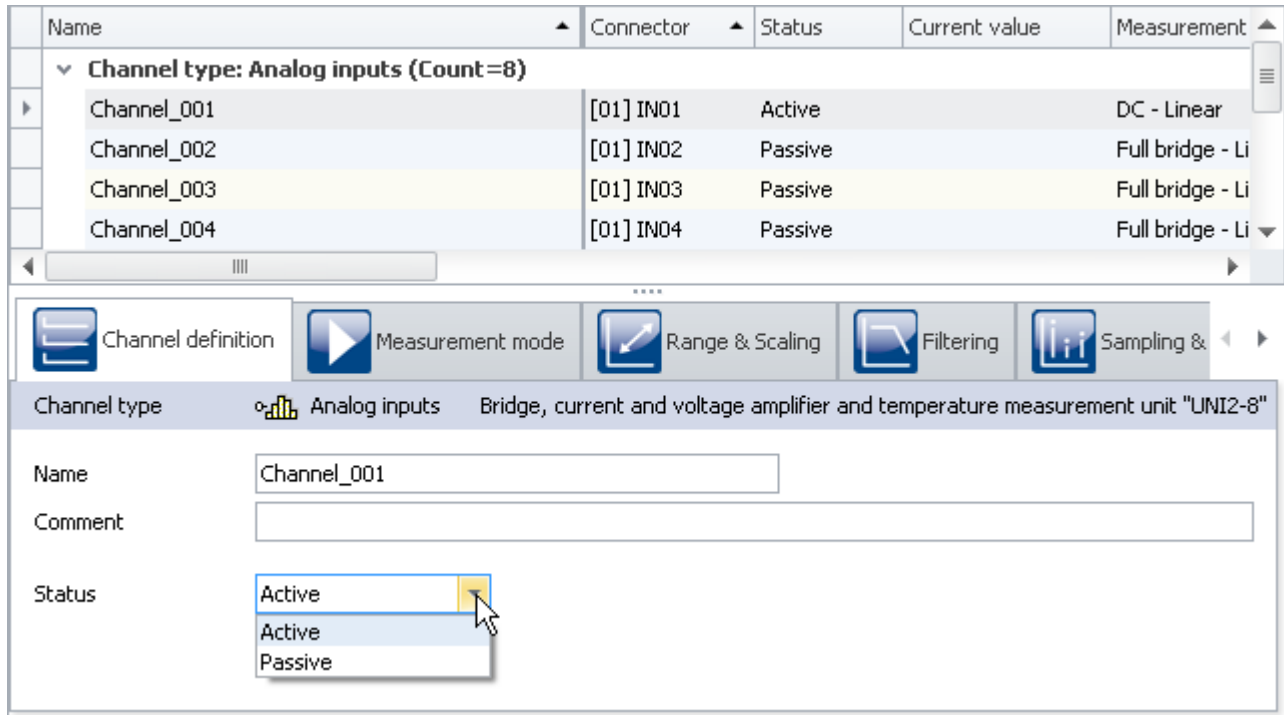 Name Connector Status Current value Measurement
Channel type: Analog inputs (Count=8)
Channel_001 [01] IN01 Active DC - Linear
Channel_002 [01] IN02 Passive Full bridge - Li
Channel_003 [01] IN03 Passive Full bridge - Li
Channel_004 [01] IN04 Passive Full bridge - Li
Channel definition Measurement mode Range & Scaling Filtering Sampling &
Channel type Analog inputs Bridge, current and voltage amplifier and temperature measurement unit "UNI2-8"
Name Channel_001
Comment
Status Active
Active
Passive